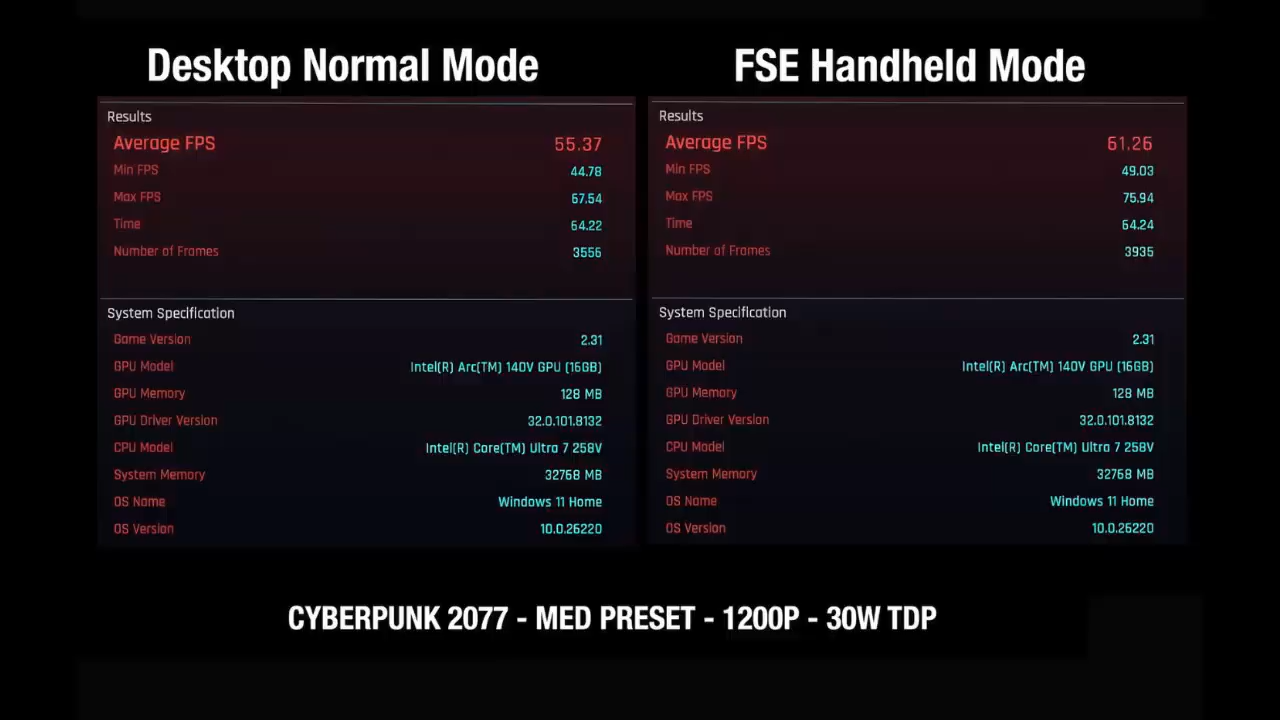 Desktop Normal Mode
FSE Handheld Mode
Results
Average FPS 55.37
Min FPS 44.78
Max FPS 67.54
Time 64.22
Number of Frames 3556
System Specification
Game Version 2.31
GPU Model Intel(R) Arc(TM) 140V GPU (16GB)
GPU Memory 128 MB
GPU Driver Version 32.0.101.8132
CPU Model Intel(R) Core(TM) Ultra 7 258V
System Memory 32768 MB
OS Name Windows 11 Home
OS Version 10.0.26220
Results
Average FPS 61.26
Min FPS 49.03
Max FPS 75.94
Time 64.24
Number of Frames 3935
System Specification
Game Version 2.31
GPU Model Intel(R) Arc(TM) 140V GPU (16GB)
GPU Memory 128 MB
GPU Driver Version 32.0.101.8132
CPU Model Intel(R) Core(TM) Ultra 7 258V
System Memory 32768 MB
OS Name Windows 11 Home
OS Version 10.0.26220
CYBERPUNK 2077 - MED PRESET - 1200P - 30W TDP